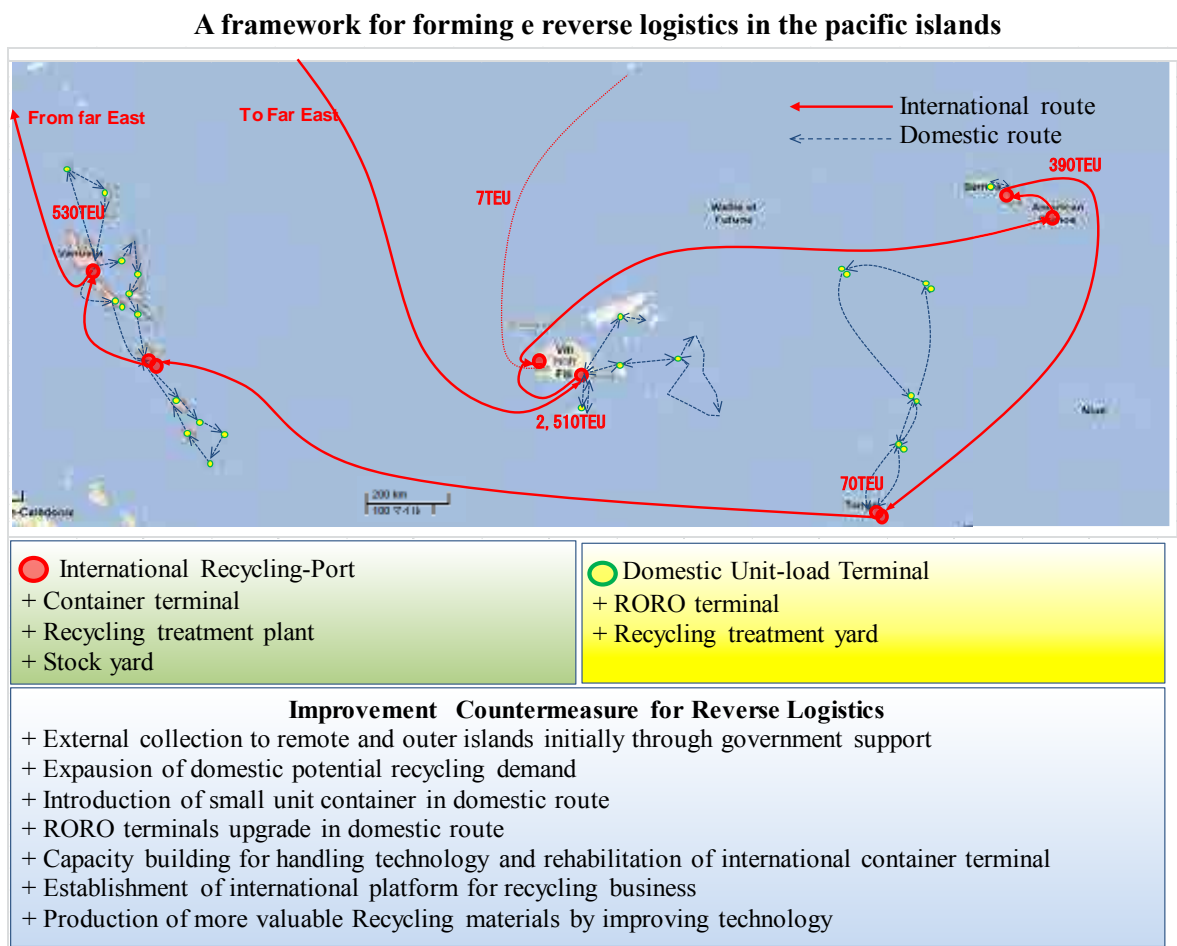 A framework for forming e reverse logistics in the pacific islands
From far East
To Far East
International route
Domestic route
390TEU
7TEU
530TEU
Wallis et
Futuna
American
Viti
Fiji
Niue
2, 510TEU
70TEU
200 km
e-Calédonie
International Recycling-Port
+ Container terminal
+ Recycling treatment plant
+ Stock yard
Domestic Unit-load Terminal
+ RORO terminal
+ Recycling treatment yard
Improvement Countermeasure for Reverse Logistics
+ External collection to remote and outer islands initially through government support
+ Expausion of domestic potential recycling demand
+ Introduction of small unit container in domestic route
+ RORO terminals upgrade in domestic route
+ Capacity building for handling technology and rehabilitation of international container terminal
+ Establishment of international platform for recycling business
+ Production of more valuable Recycling materials by improving technology